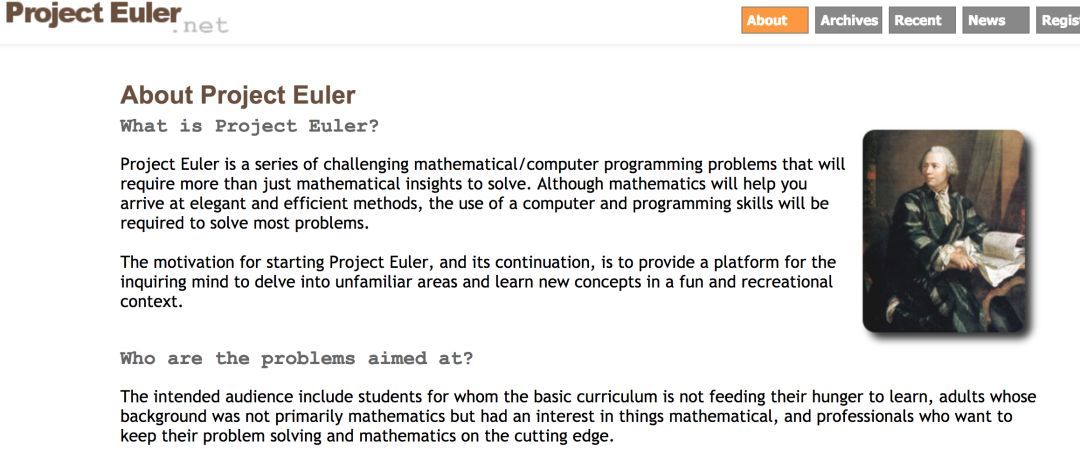 Project Euler
.net
About Archives Recent News
About Project Euler
What is Project Euler?
Project Euler is a series of challenging mathematical/computer programming problems that will
require more than just mathematical insights to solve. Although mathematics will help you
arrive at elegant and efficient methods, the use of a computer and programming skills will be
required to solve most problems.
The motivation for starting Project Euler, and its continuation, is to provide a platform for the
inquiring mind to delve into unfamiliar areas and learn new concepts in a fun and recreational
context.
Who are the problems aimed at?
The intended audience include students for whom the basic curriculum is not feeding their hunger to learn, adults whose
background was not primarily mathematics but had an interest in things mathematical, and professionals who want to
keep their problem solving and mathematics on the cutting edge.